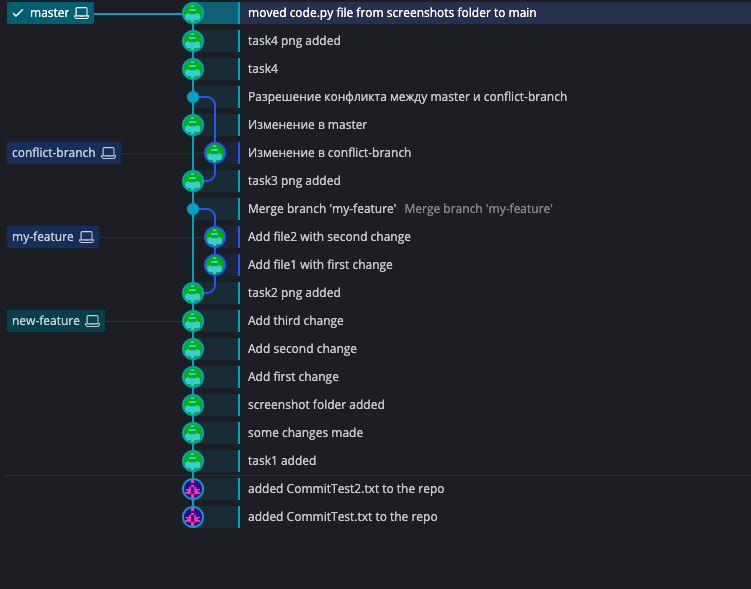 master moved code.py file from screenshots folder to main
task4 png added
task4
Разрешение конфликта между master и conflict-branch
Изменение в master
conflict-branch Изменение в conflict-branch
task3 png added
Merge branch 'my-feature' Merge branch 'my-feature'
my-feature Add file2 with second change
Add file1 with first change
task2 png added
new-feature Add third change
Add second change
Add first change
screenshot folder added
some changes made
task1 added
added CommitTest2.txt to the repo
added CommitTest.txt to the repo